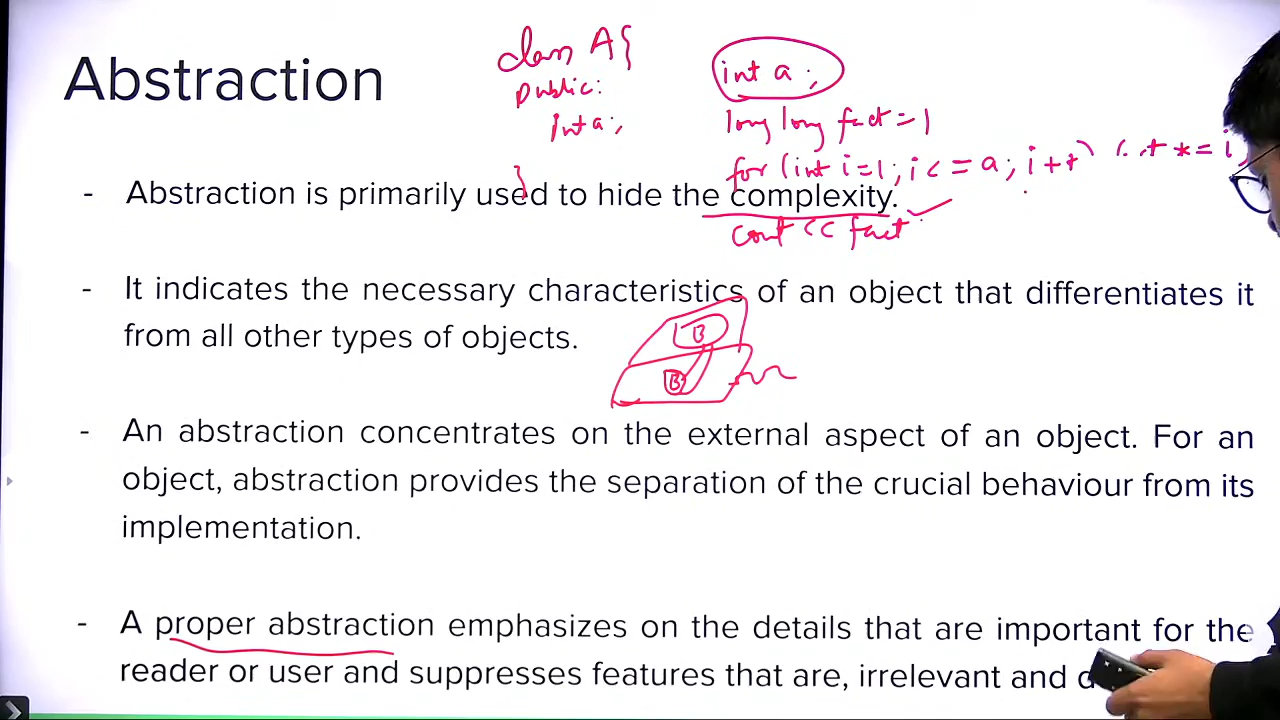 Abstraction
class A{
public:
int a;
}
int a;
long long fact=1
for (int i=1; i<=a; i++) *=i
cout << fact
- Abstraction is primarily used to hide the complexity.
- It indicates the necessary characteristics of an object that differentiates it
from all other types of objects.
B
B
- An abstraction concentrates on the external aspect of an object. For an
object, abstraction provides the separation of the crucial behaviour from its
implementation.
- A proper abstraction emphasizes on the details that are important for the
reader or user and suppresses features that are, irrelevant and